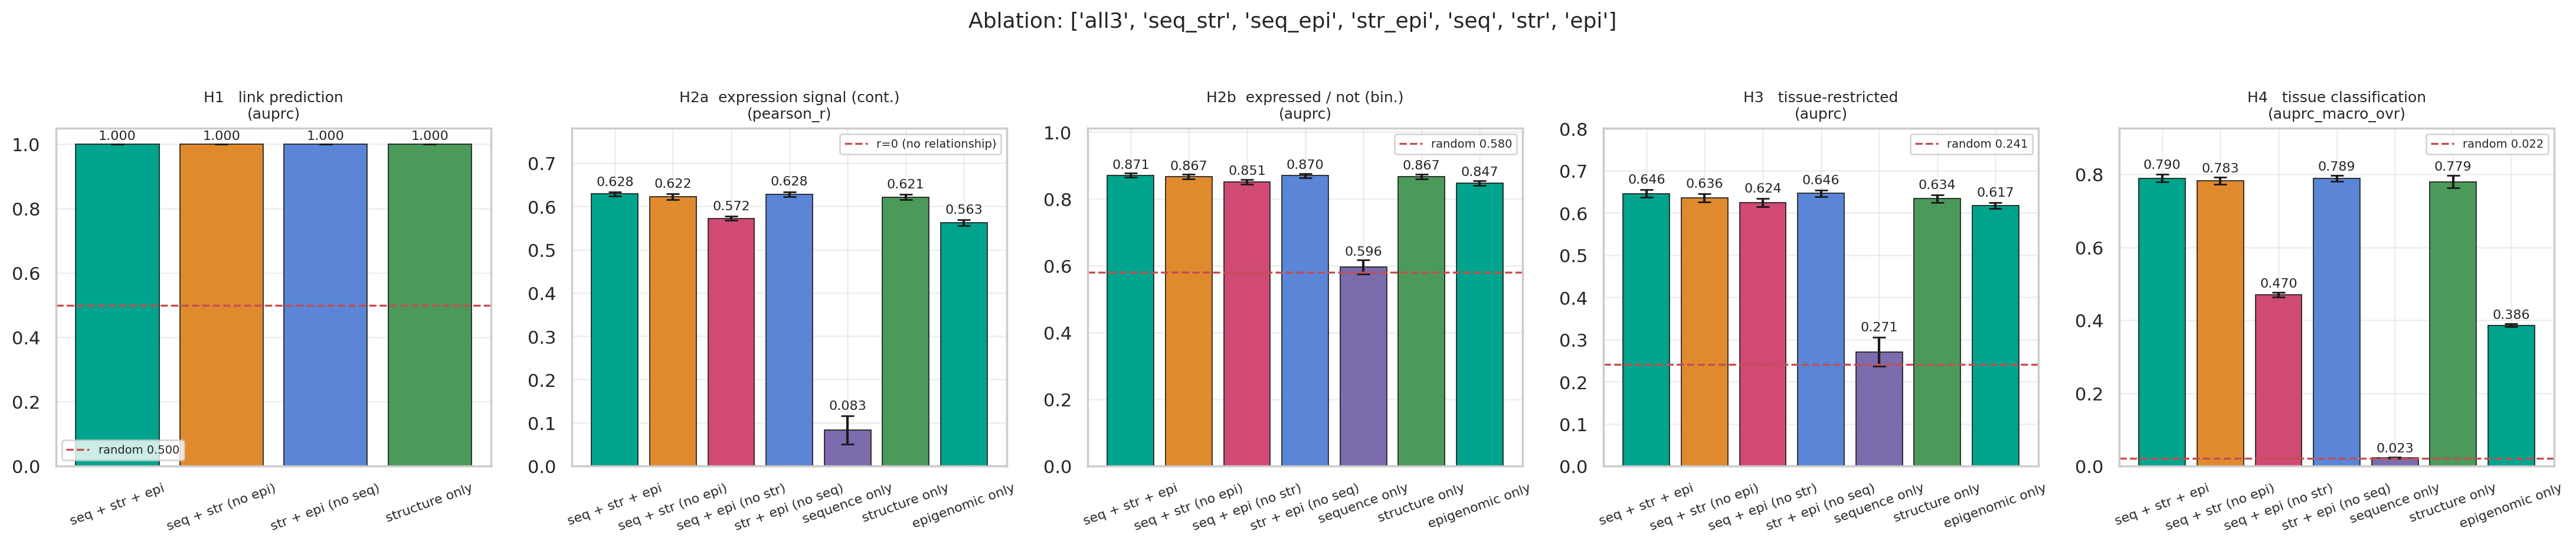 Ablation: ['all3', 'seq_str', 'seq_epi', 'str_epi', 'seq', 'str', 'epi']
H1   link prediction
(auprc)
1.000
1.000
1.000
1.000
1.0
0.8
0.6
0.4
0.2
0.0
random 0.500
seq + str + epi
seq + str (no epi)
str + epi (no seq)
structure only
H2a  expression signal (cont.)
(pearson_r)
r=0 (no relationship)
0.7
0.6
0.5
0.4
0.3
0.2
0.1
0.0
0.628
0.622
0.572
0.628
0.083
0.621
0.563
seq + str + epi
seq + str (no epi)
seq + epi (no str)
str + epi (no seq)
sequence only
structure only
epigenomic only
H2b  expressed / not (bin.)
(auprc)
random 0.580
1.0
0.8
0.6
0.4
0.2
0.0
0.871
0.867
0.851
0.870
0.596
0.867
0.847
seq + str + epi
seq + str (no epi)
seq + epi (no str)
str + epi (no seq)
sequence only
structure only
epigenomic only
H3   tissue-restricted
(auprc)
random 0.241
0.8
0.7
0.6
0.5
0.4
0.3
0.2
0.1
0.0
0.646
0.636
0.624
0.646
0.271
0.634
0.617
seq + str + epi
seq + str (no epi)
seq + epi (no str)
str + epi (no seq)
sequence only
structure only
epigenomic only
H4   tissue classification
(auprc_macro_ovr)
random 0.022
0.8
0.6
0.4
0.2
0.0
0.790
0.783
0.470
0.789
0.023
0.779
0.386
seq + str + epi
seq + str (no epi)
seq + epi (no str)
str + epi (no seq)
sequence only
structure only
epigenomic only